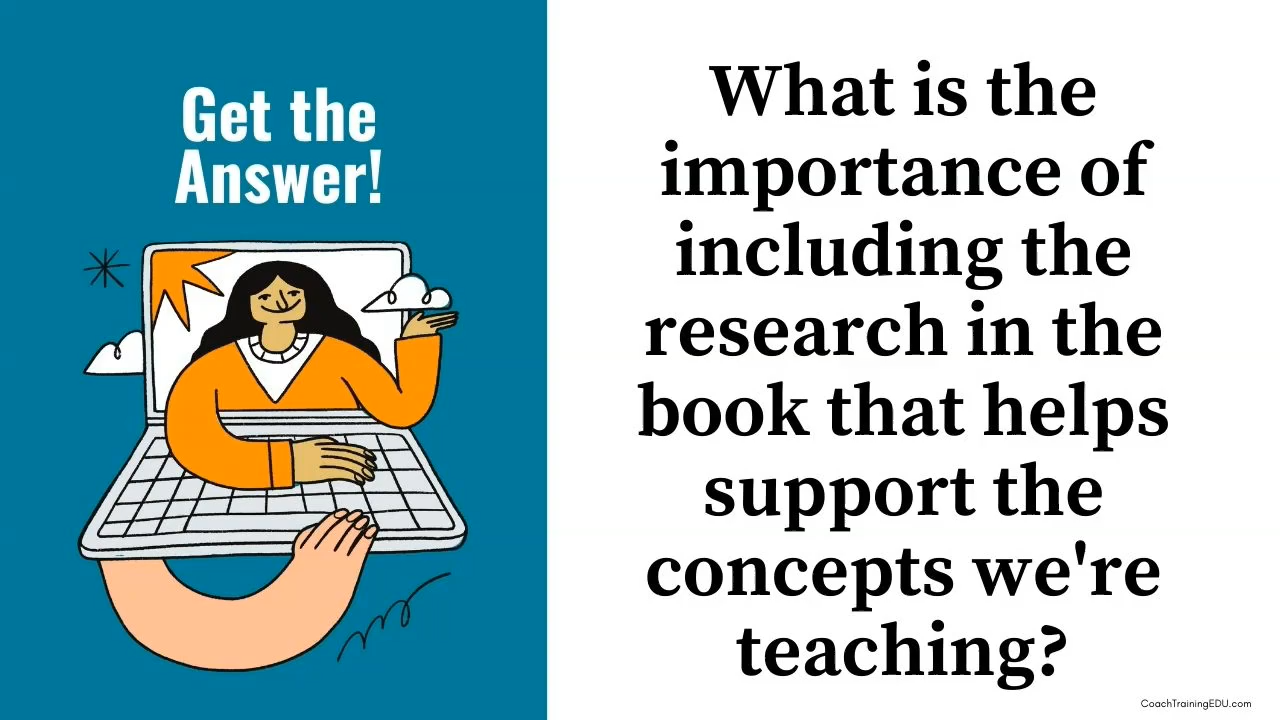 Get the
Answer!
What is the
importance of
including the
research in the
book that helps
support the
concepts we're
teaching?
CoachTrainingEDU.com